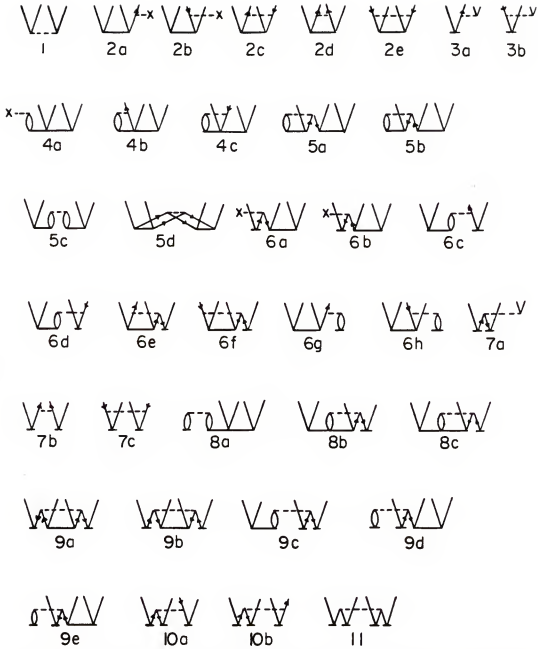 1 2a 2b 2c 2d 2e 3a 3b
4a 4b 4c 5a 5b
5c 5d 6a 6b 6c
6d 6e 6f 6g 6h 7a
7b 7c 8a 8b 8c
9a 9b 9c 9d
9e 10a 10b 11